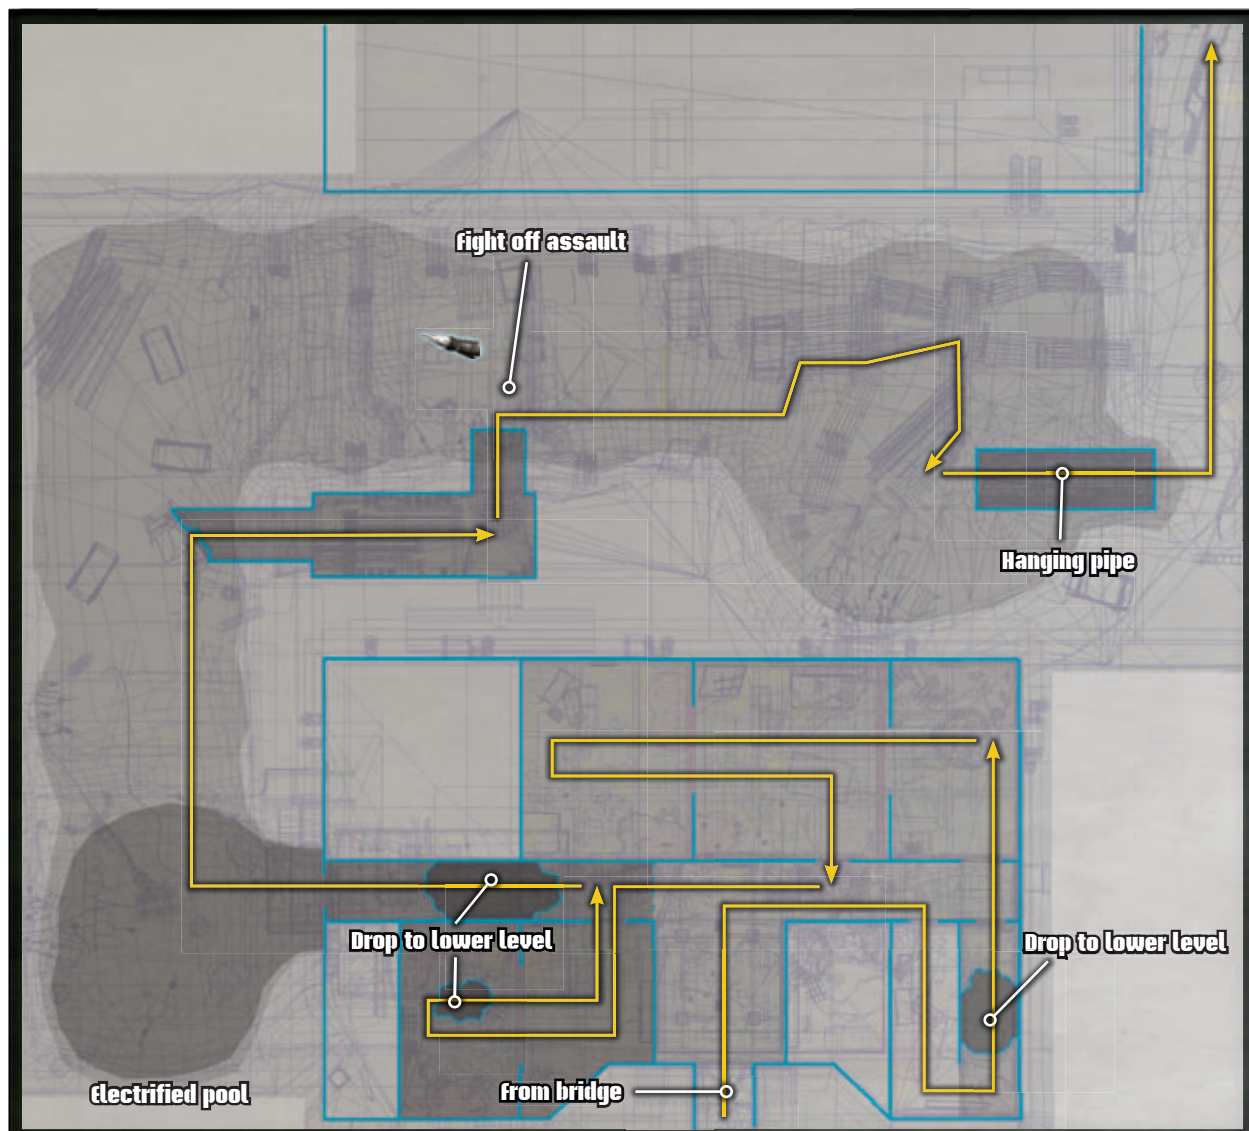 Fight off assault
Hanging pipe
Drop to lower level
Drop to lower level
Electrified pool
From bridge